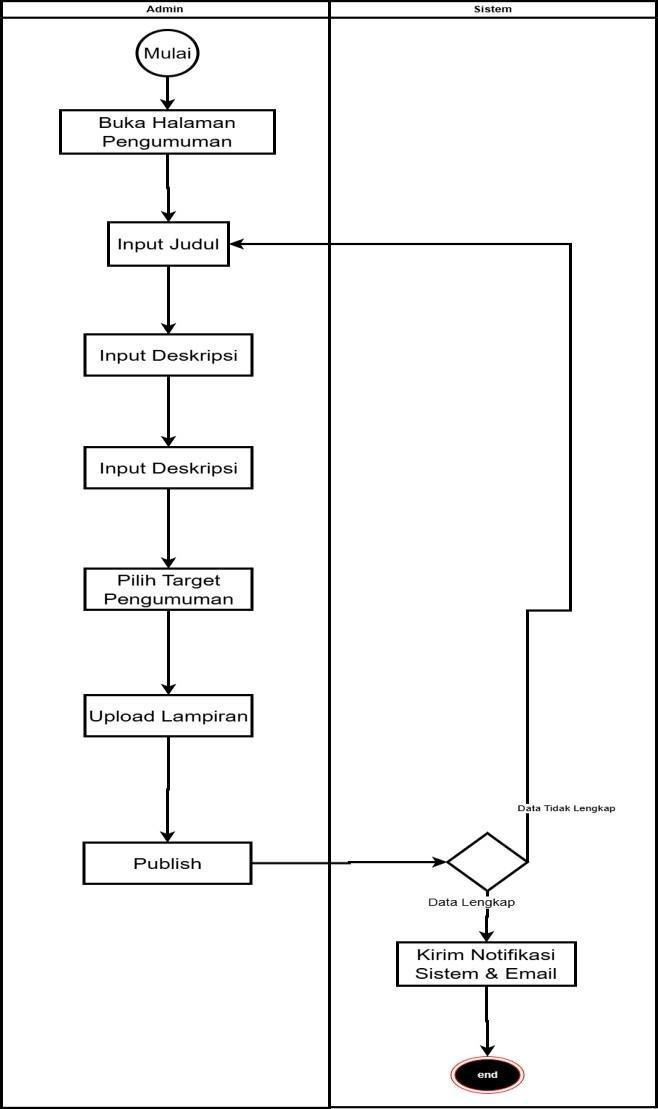 Admin
Sistem
Mulai
Buka Halaman
Pengumuman
Input Judul
Input Deskripsi
Input Deskripsi
Pilih Target
Pengumuman
Upload Lampiran
Data Tidak Lengkap
Publish
Data Lengkap
Kirim Notifikasi
Sistem & Email
end